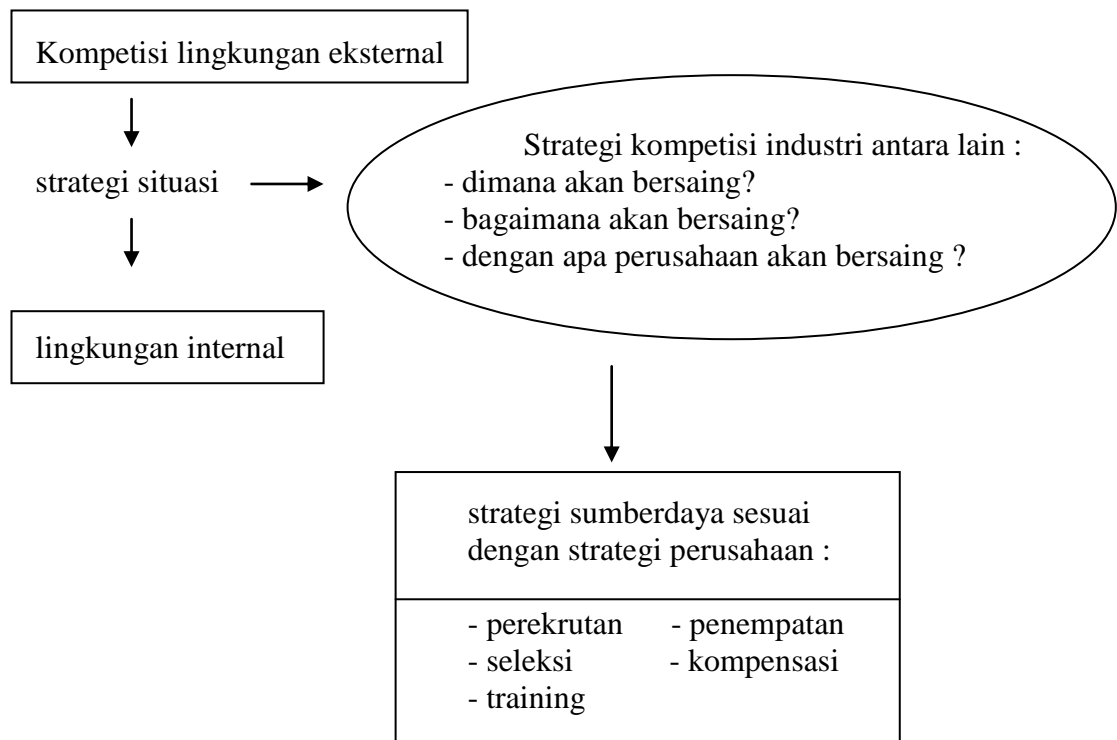 Kompetisi lingkungan eksternal
strategi situasi
lingkungan internal
Strategi kompetisi industri antara lain :
- dimana akan bersaing?
- bagaimana akan bersaing?
- dengan apa perusahaan akan bersaing ?
strategi sumberdaya sesuai
dengan strategi perusahaan :
- perekrutan - penempatan
- seleksi - kompensasi
- training